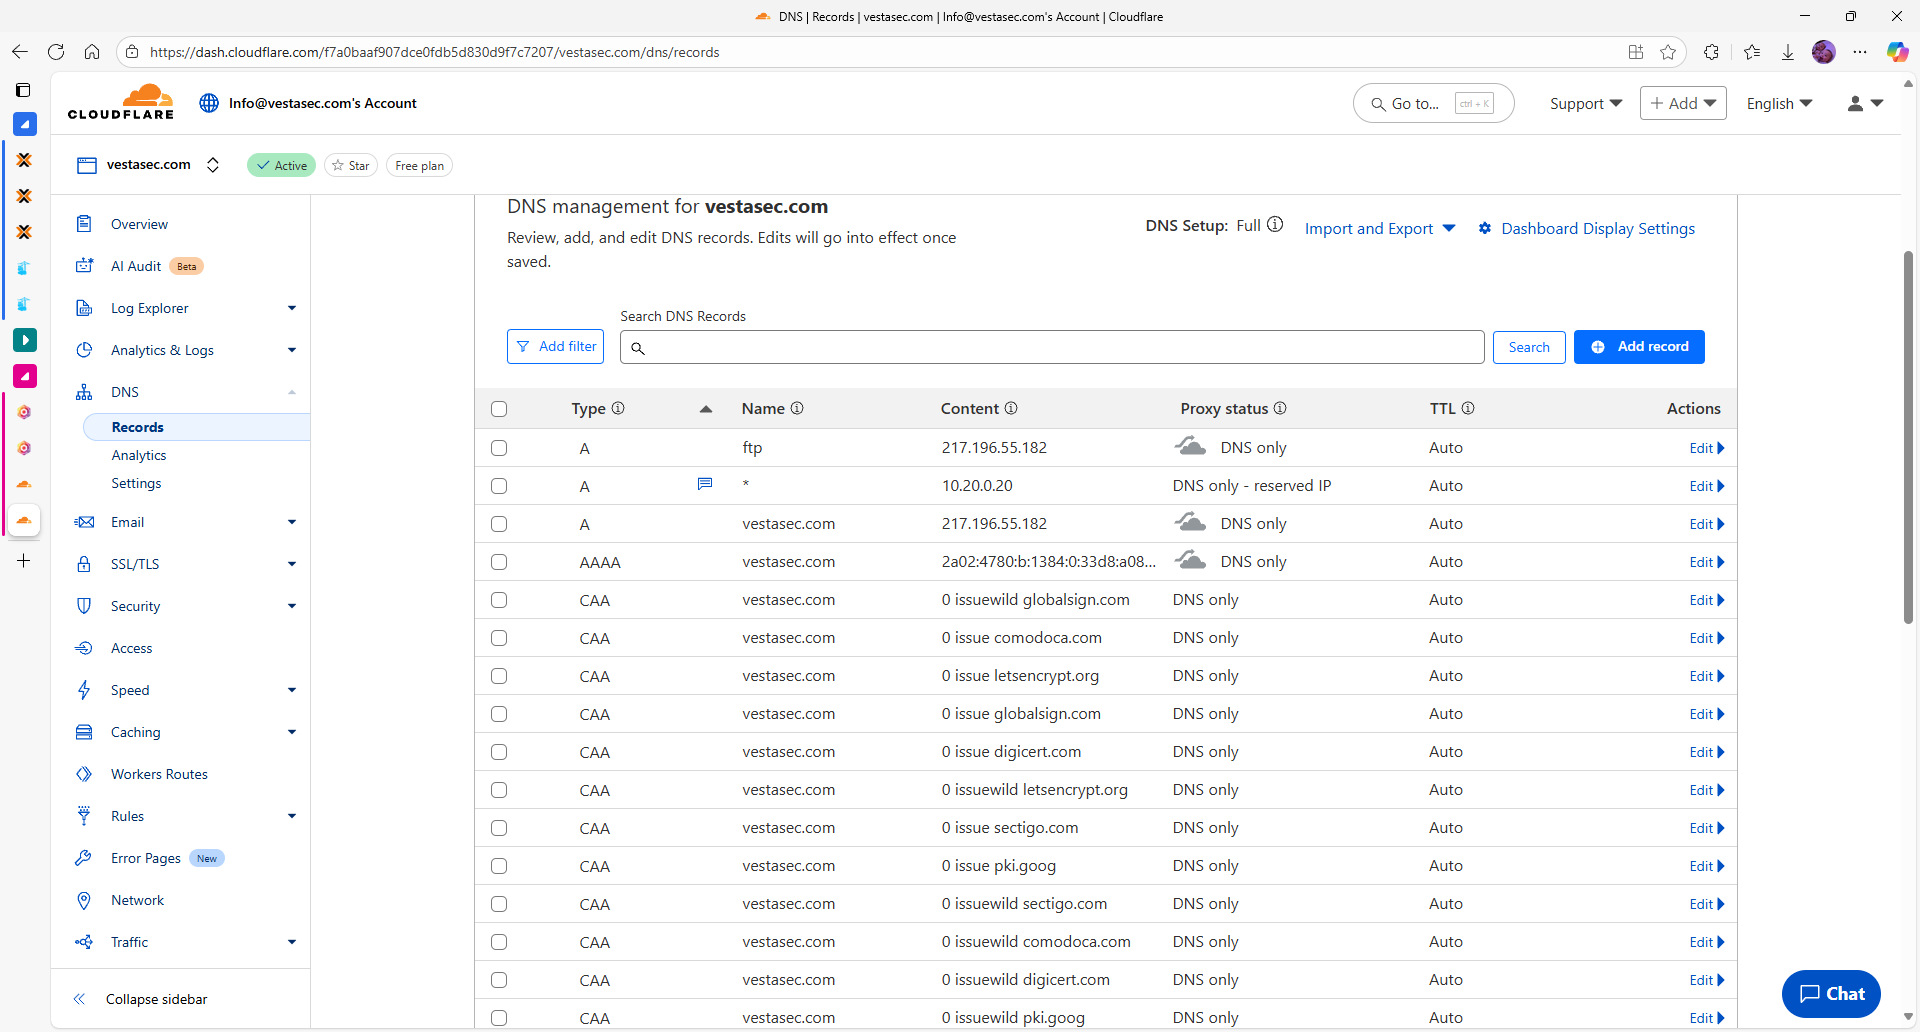 DNS | Records | vestasec.com | Info@vestasec.com's Account | Cloudflare
https://dash.cloudflare.com/f7a0baaf907dce0fdb5d830d9f7c7207/vestasec.com/dns/records
CLOUDFLARE
Info@vestasec.com's Account
Go to... ctrl + K
Support
+ Add
English
vestasec.com
Active
Star
Free plan
Overview
AI Audit Beta
Log Explorer
Analytics & Logs
DNS
Records
Analytics
Settings
Email
SSL/TLS
Security
Access
Speed
Caching
Workers Routes
Rules
Error Pages New
Network
Traffic
Collapse sidebar
DNS management for vestasec.com
Review, add, and edit DNS records. Edits will go into effect once
saved.
DNS Setup: Full
Import and Export
Dashboard Display Settings
Search DNS Records
Add filter
Search
Add record
Type Name Content Proxy status TTL Actions
A ftp 217.196.55.182 DNS only Auto Edit
A * 10.20.0.20 DNS only - reserved IP Auto Edit
A vestasec.com 217.196.55.182 DNS only Auto Edit
AAAA vestasec.com 2a02:4780:b:1384:0:33d8:a08... DNS only Auto Edit
CAA vestasec.com 0 issuewild globalsign.com DNS only Auto Edit
CAA vestasec.com 0 issue comodoca.com DNS only Auto Edit
CAA vestasec.com 0 issue letsencrypt.org DNS only Auto Edit
CAA vestasec.com 0 issue globalsign.com DNS only Auto Edit
CAA vestasec.com 0 issue digicert.com DNS only Auto Edit
CAA vestasec.com 0 issuewild letsencrypt.org DNS only Auto Edit
CAA vestasec.com 0 issue sectigo.com DNS only Auto Edit
CAA vestasec.com 0 issue pki.goog DNS only Auto Edit
CAA vestasec.com 0 issuewild sectigo.com DNS only Auto Edit
CAA vestasec.com 0 issuewild comodoca.com DNS only Auto Edit
CAA vestasec.com 0 issuewild digicert.com DNS only Auto Edit
CAA vestasec.com 0 issuewild pki.goog DNS only Auto Edit
Chat